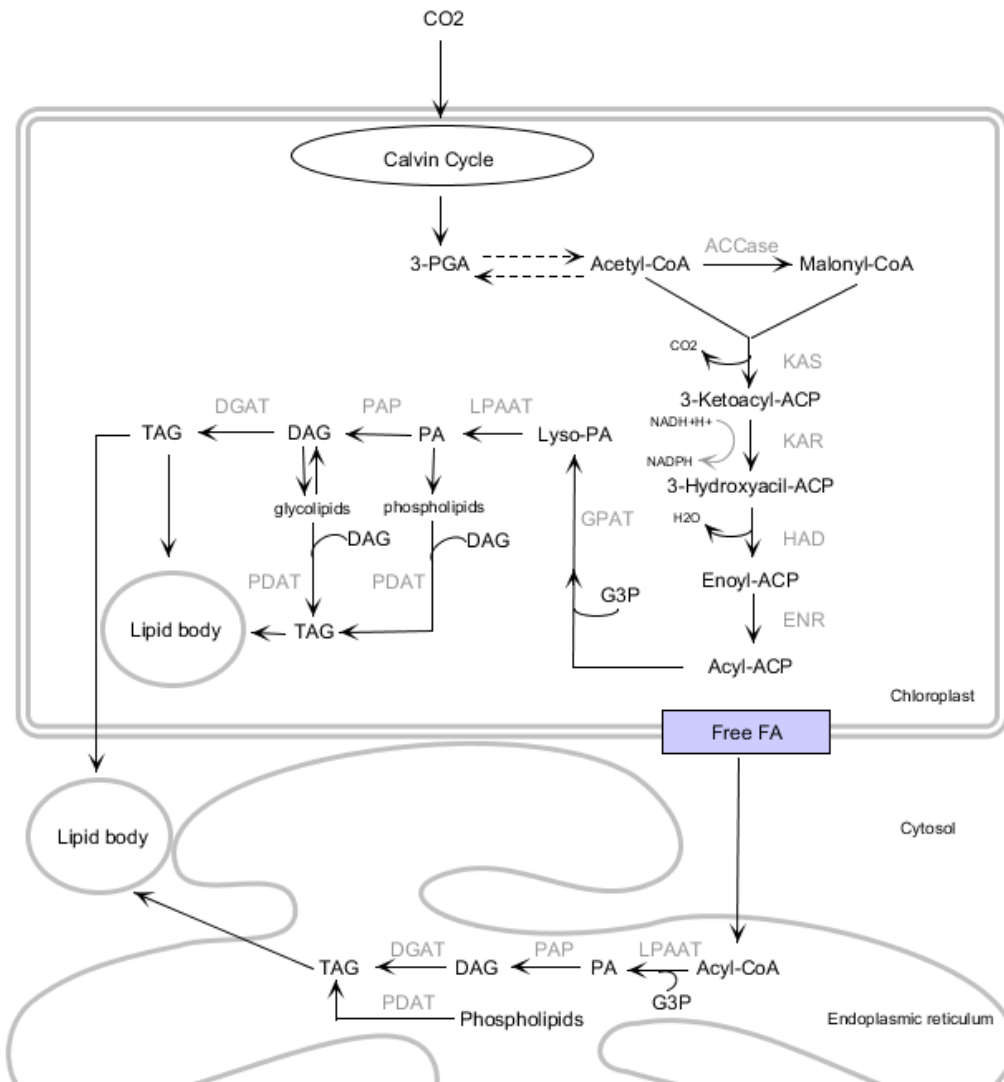 CO2
Calvin Cycle
3-PGA
Acetyl-CoA
ACCase
Malonyl-CoA
CO2
KAS
3-Ketoacyl-ACP
NADH+H+
KAR
NADPH
3-Hydroxyacil-ACP
H2O
HAD
Enoyl-ACP
ENR
Acyl-ACP
DGAT
PAP
LPAAT
TAG
DAG
PA
Lyso-PA
glycolipids
phospholipids
GPAT
DAG
DAG
PDAT
PDAT
G3P
Lipid body
TAG
Chloroplast
Free FA
Lipid body
Cytosol
DGAT
PAP
LPAAT
TAG
DAG
PA
Acyl-CoA
PDAT
G3P
Phospholipids
Endoplasmic reticulum